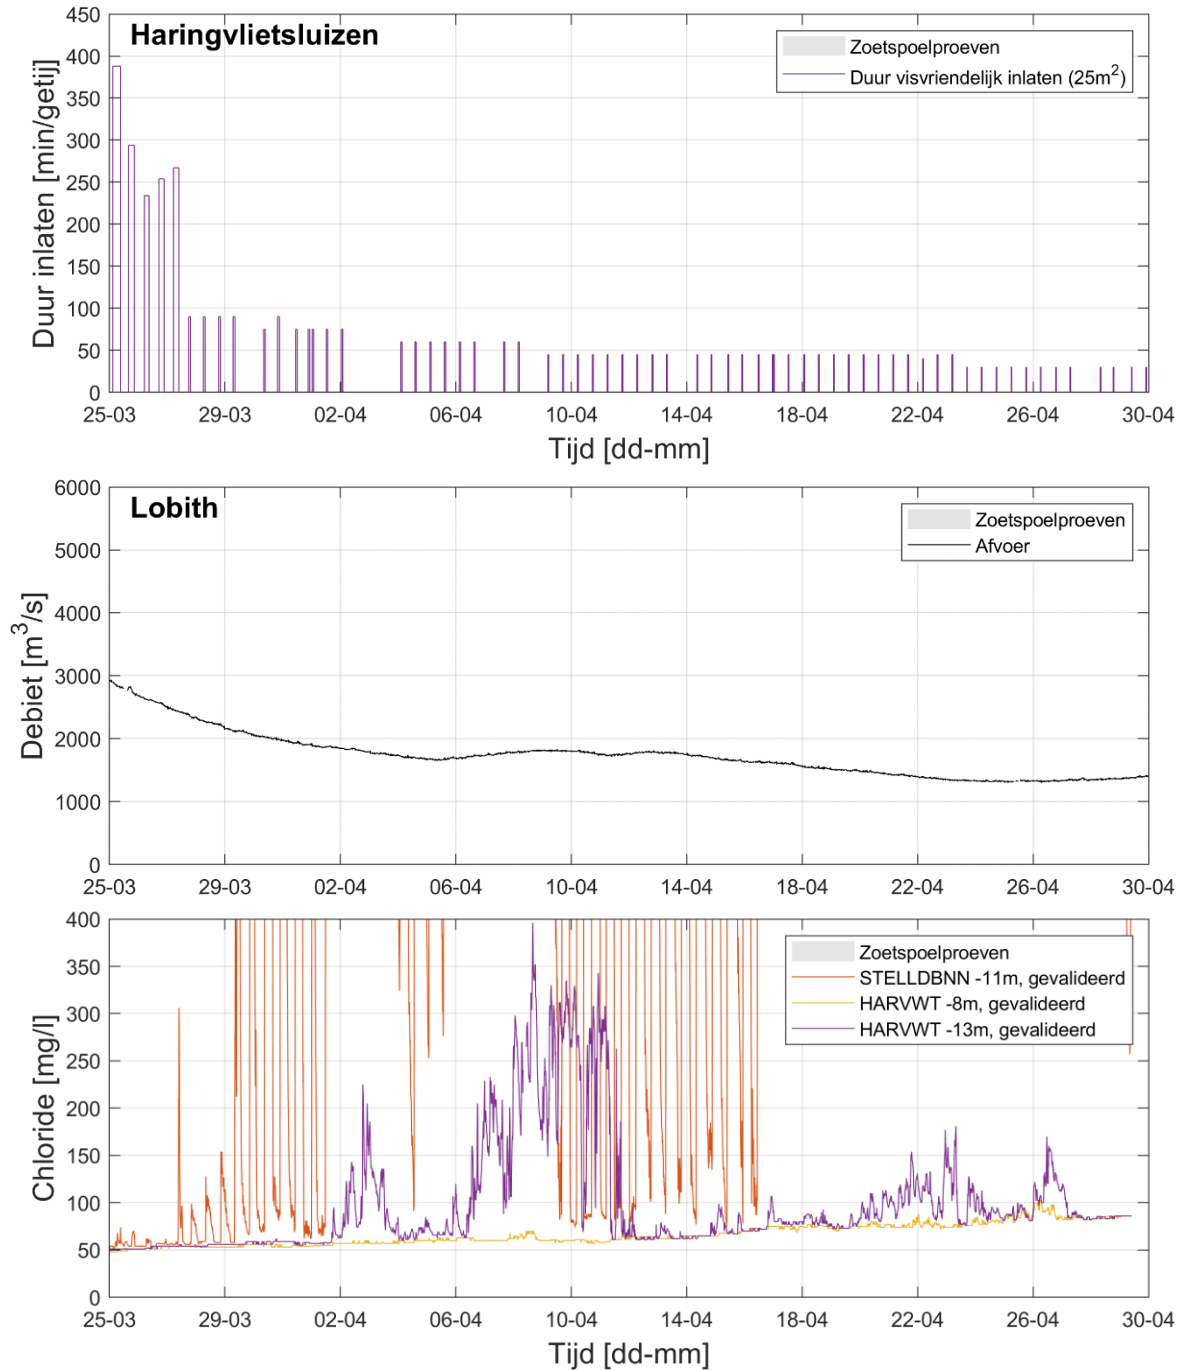 Haringvlietsluizen
Zoetspoelproeven
Duur visvriendelijk inlaten (25m²)
Duur inlaten [min/getij]
450
400
350
300
250
200
150
100
50
0
25-03 29-03 02-04 06-04 10-04 14-04 18-04 22-04 26-04 30-04
Tijd [dd-mm]
Lobith
Zoetspoelproeven
Afvoer
Debiet [m³/s]
6000
5000
4000
3000
2000
1000
0
25-03 29-03 02-04 06-04 10-04 14-04 18-04 22-04 26-04 30-04
Zoetspoelproeven
STELLDBNN -11m, gevalideerd
HARVWT -8m, gevalideerd
HARVWT -13m, gevalideerd
Chloride [mg/l]
400
350
300
250
200
150
100
50
0
25-03 29-03 02-04 06-04 10-04 14-04 18-04 22-04 26-04 30-04
Tijd [dd-mm]